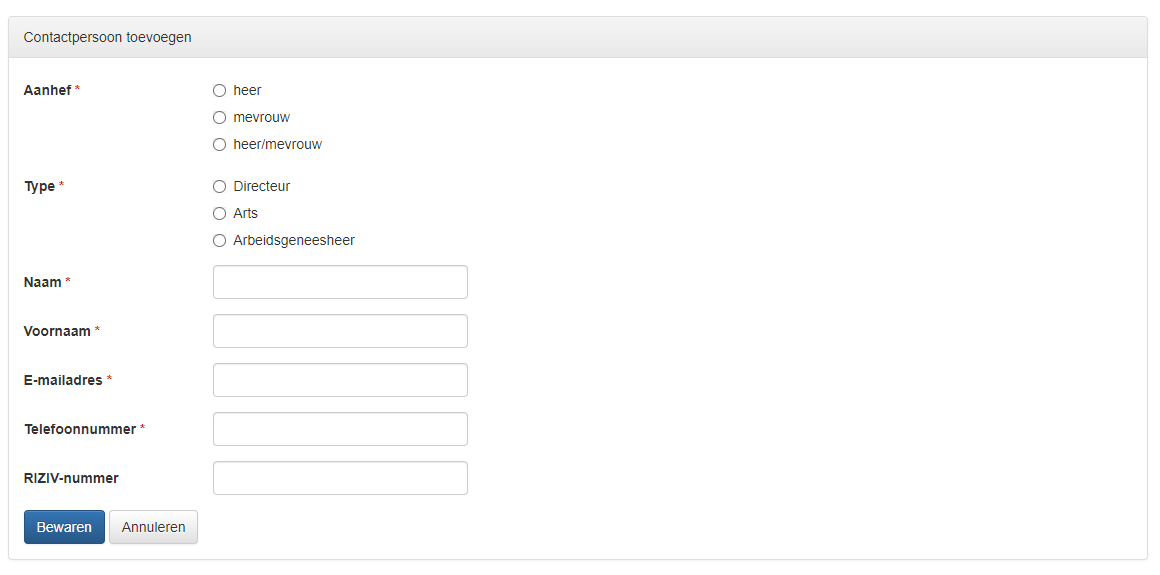 Contactpersoon toevoegen
Aanhef *
heer
mevrouw
heer/mevrouw
Type *
Directeur
Arts
Arbeidsgeneesheer
Naam *
Voornaam *
E-mailadres *
Telefoonnummer *
RIZIV-nummer
Bewaren Annuleren